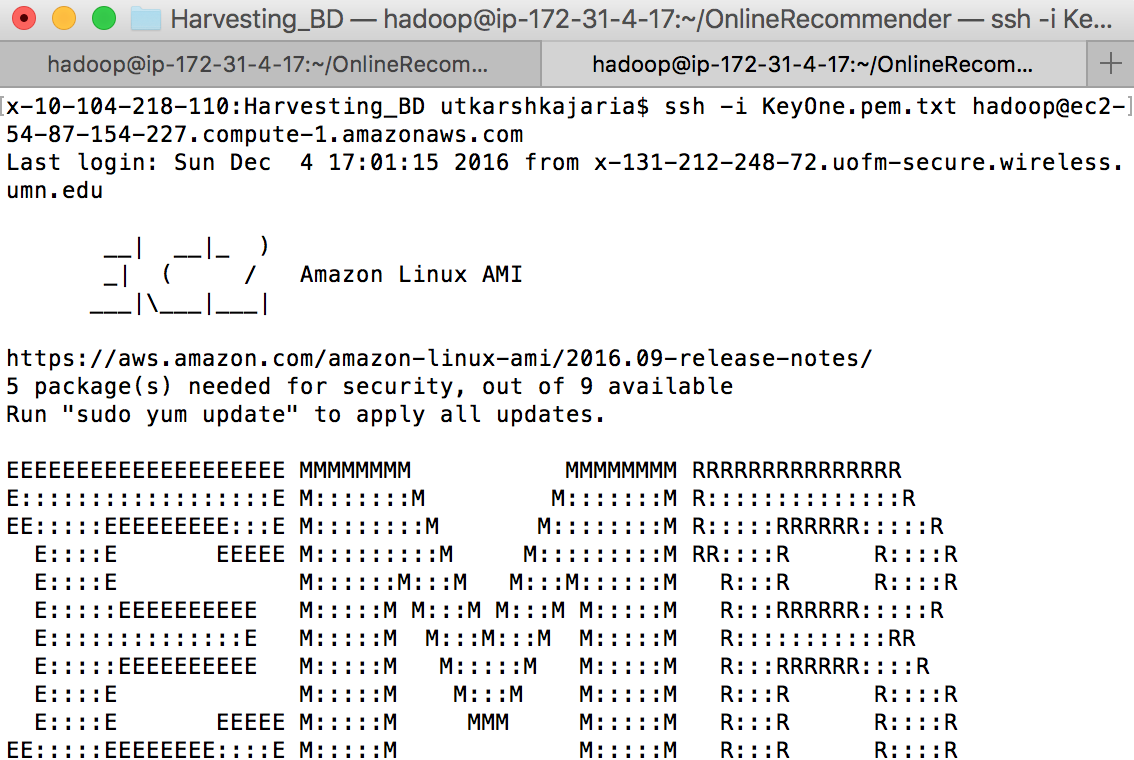 Harvesting_BD — hadoop@ip-172-31-4-17:~/OnlineRecommender — ssh -i Ke...
hadoop@ip-172-31-4-17:~/OnlineRecom... hadoop@ip-172-31-4-17:~/OnlineRecom... +
[x-10-104-218-110:Harvesting_BD utkarshkajaria$ ssh -i KeyOne.pem.txt hadoop@ec2-]
54-87-154-227.compute-1.amazonaws.com
Last login: Sun Dec  4 17:01:15 2016 from x-131-212-248-72.uofm-secure.wireless.
umn.edu

       __|  __|_  )
       _|  (     /   Amazon Linux AMI
      ___|\___|___|

https://aws.amazon.com/amazon-linux-ami/2016.09-release-notes/
5 package(s) needed for security, out of 9 available
Run "sudo yum update" to apply all updates.

EEEEEEEEEEEEEEEEEEEE MMMMMMMM           MMMMMMMM RRRRRRRRRRRRRRR
E::::::::::::::::::E M:::::::M         M:::::::M R::::::::::::::R
EE:::::EEEEEEEEE:::E M::::::::M       M::::::::M R:::::RRRRRR:::::R
  E::::E       EEEEE M:::::::::M     M:::::::::M RR::::R      R::::R
  E::::E             M::::::M:::M   M:::M::::::M   R:::R      R::::R
  E:::::EEEEEEEEEE   M:::::M M:::M M:::M M:::::M   R:::RRRRRR:::::R
  E::::::::::::::E   M:::::M  M:::M:::M  M:::::M   R:::::::::::RR
  E:::::EEEEEEEEEE   M:::::M   M:::::M   M:::::M   R:::RRRRRR::::R
  E::::E             M:::::M    M:::M    M:::::M   R:::R      R::::R
  E::::E       EEEEE M:::::M     MMM     M:::::M   R:::R      R::::R
EE:::::EEEEEEEE::::E M:::::M             M:::::M   R:::R      R::::R